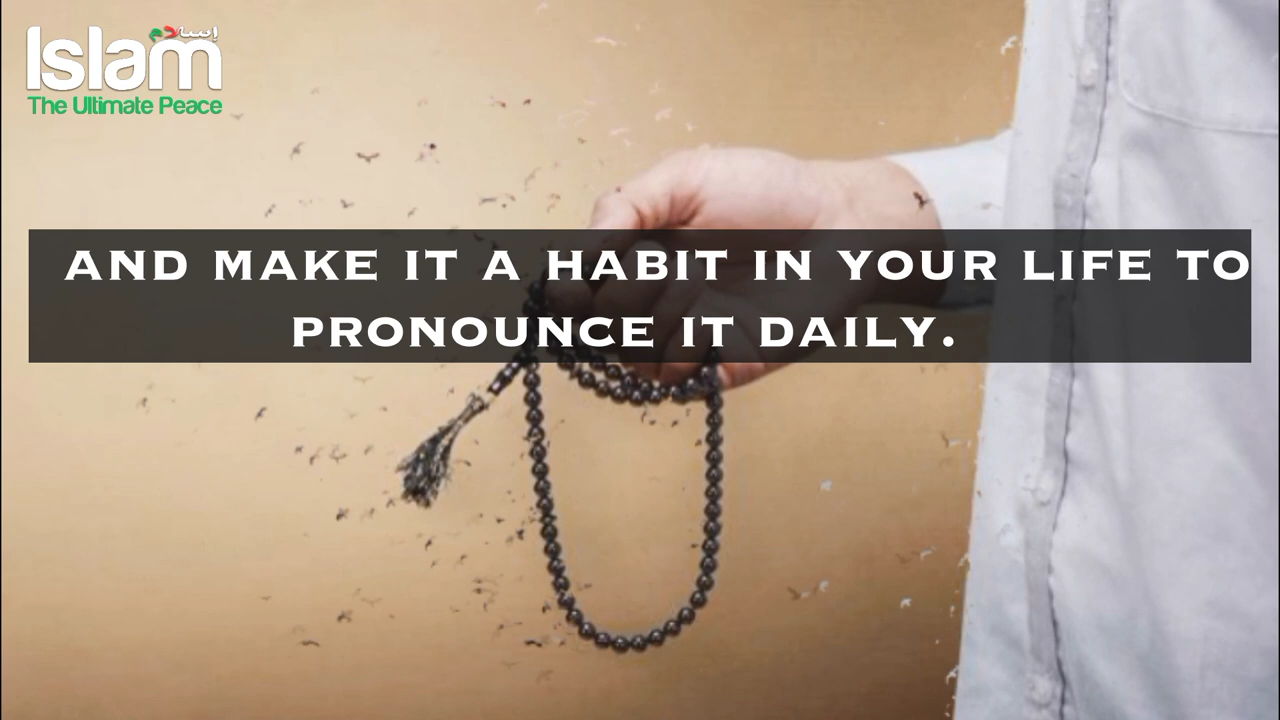 إسلام
Islam
The Ultimate Peace
AND MAKE IT A HABIT IN YOUR LIFE TO
PRONOUNCE IT DAILY.